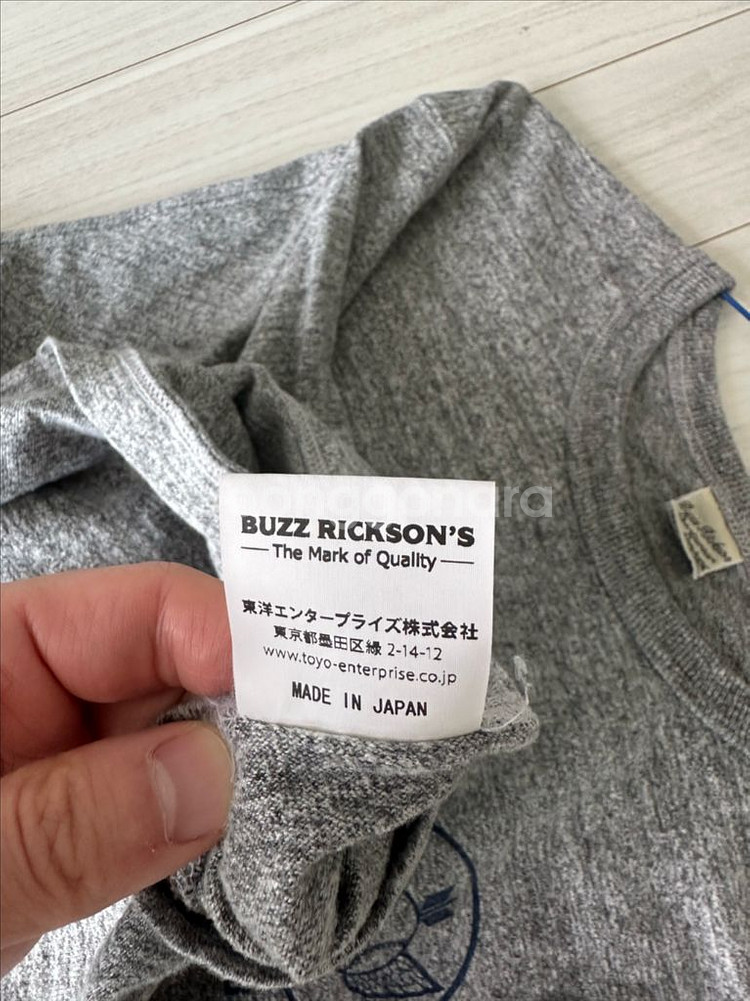 BUZZ RICKSON'S
The Mark of Quality
東洋エンタープライズ株式会社
東京都墨田区緑 2-14-12
www.toyo-enterprise.co.jp
MADE IN JAPAN